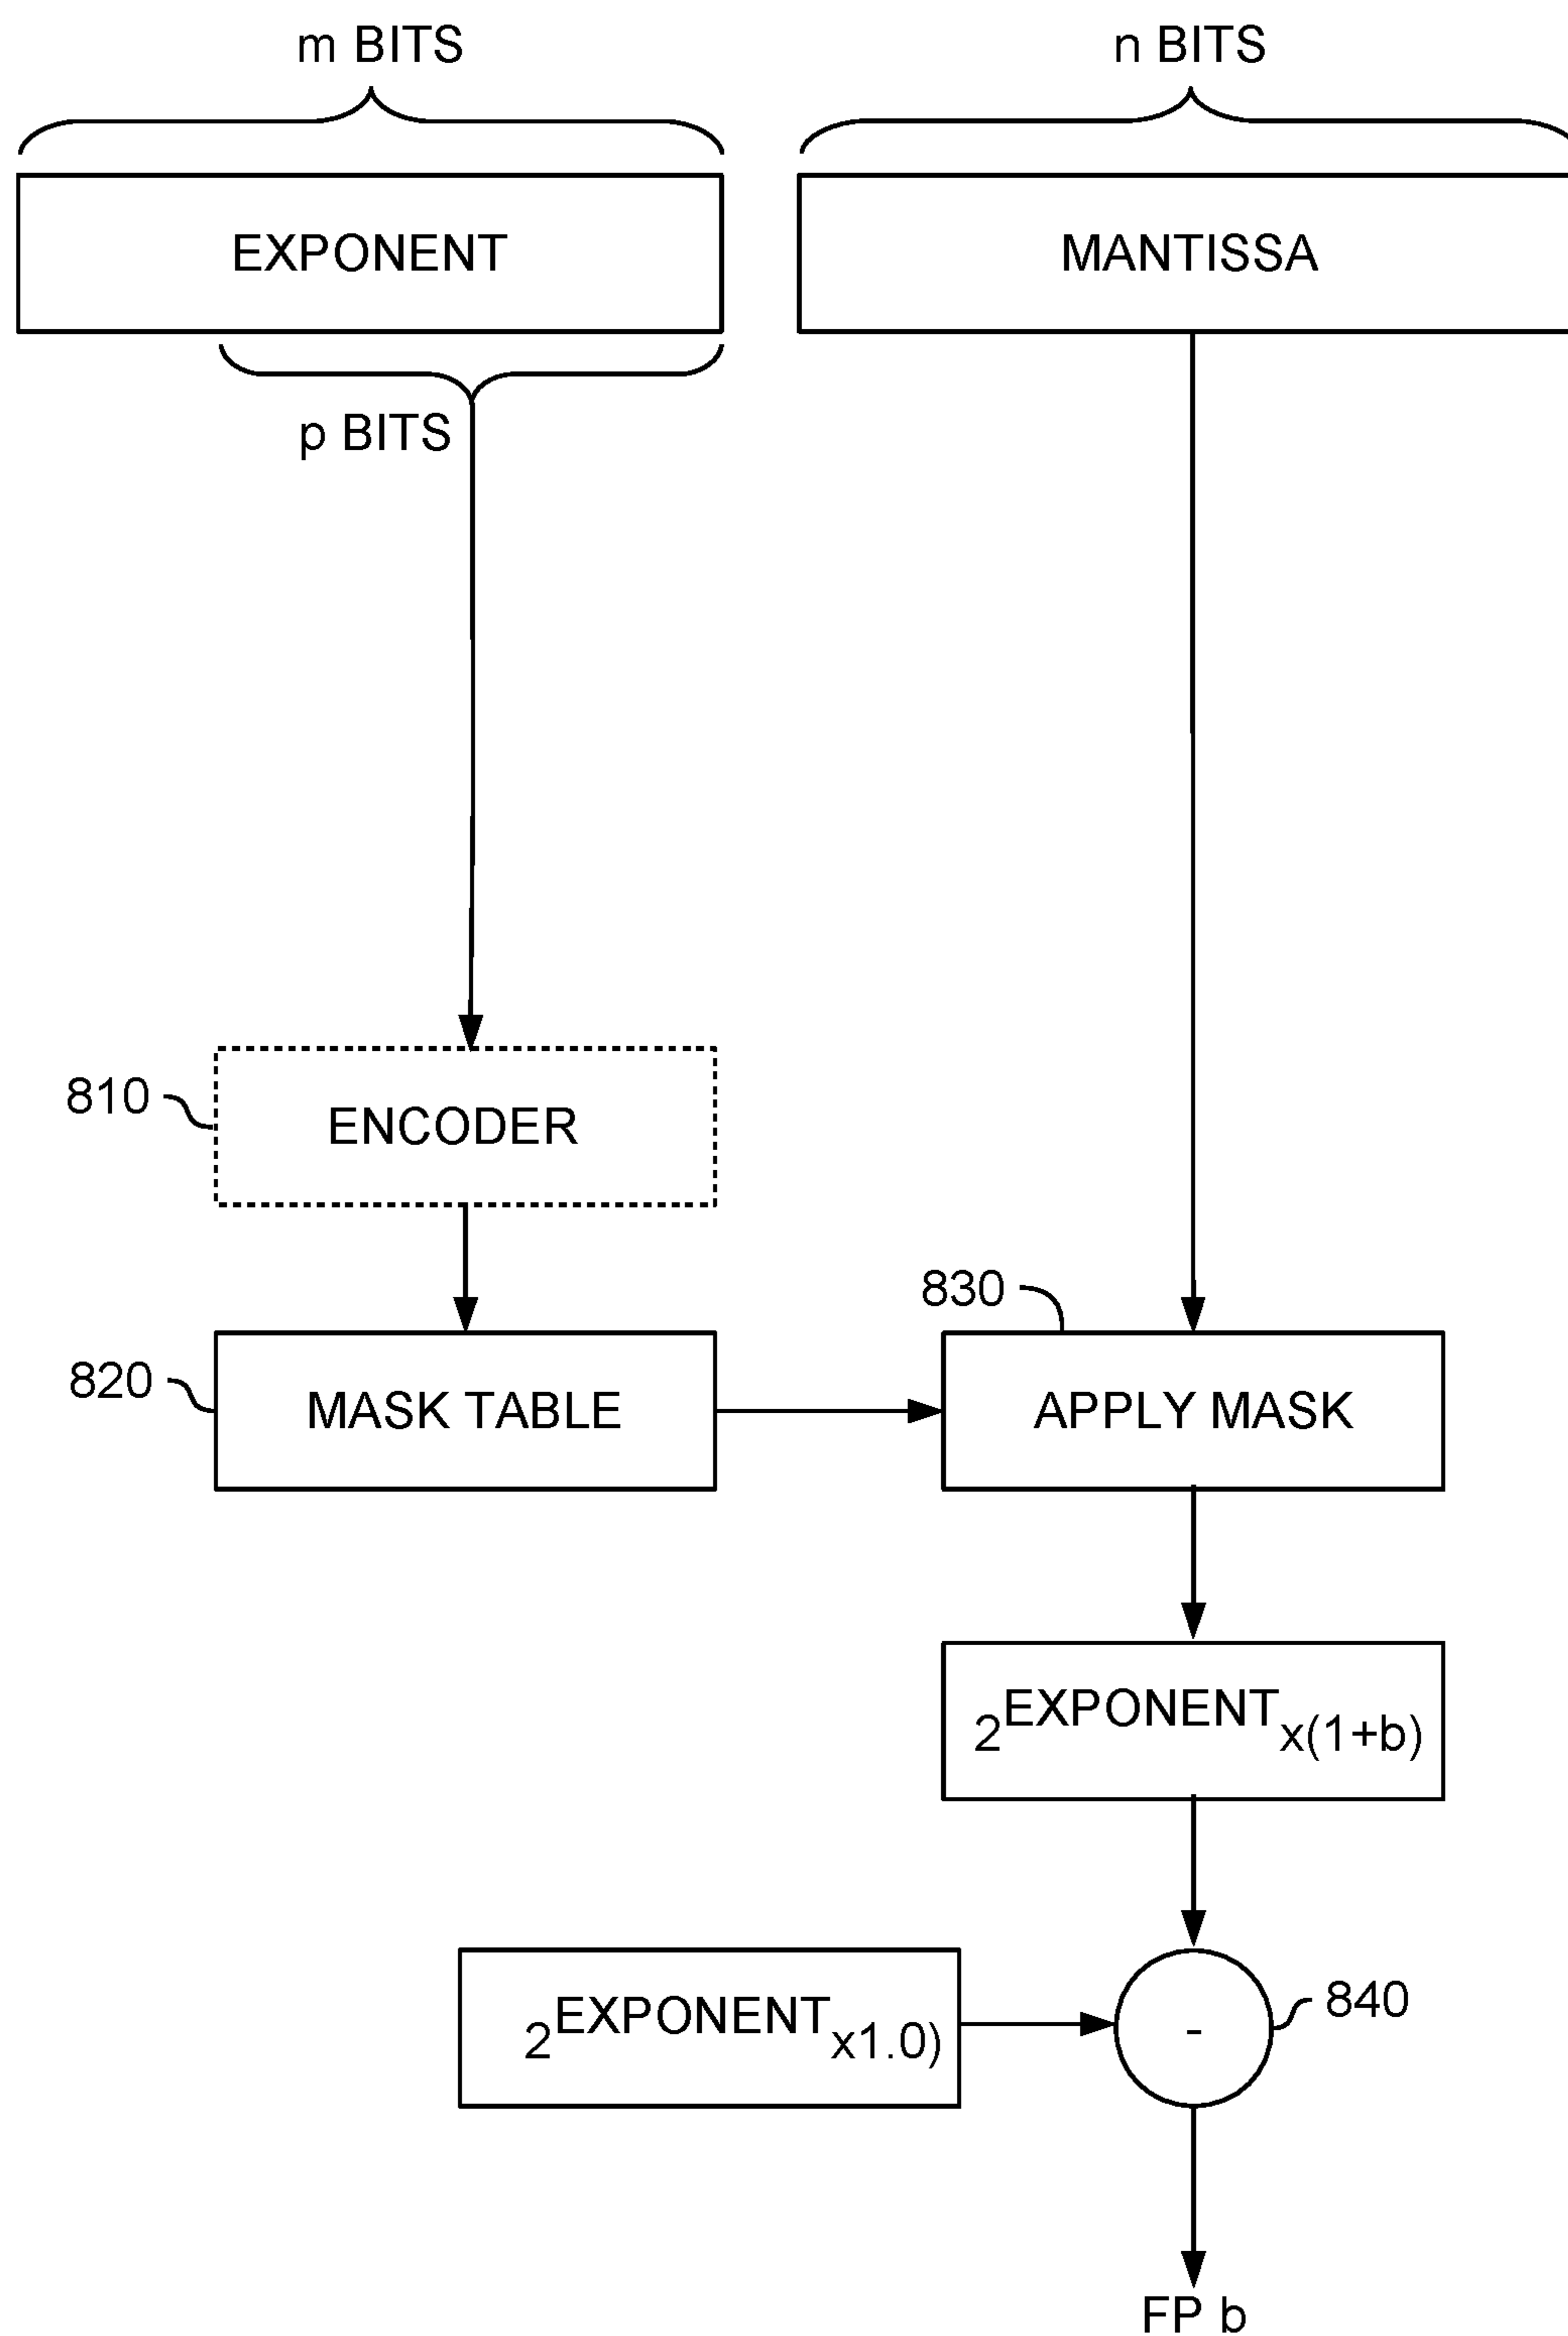 m BITS
n BITS
EXPONENT
MANTISSA
p BITS
810
ENCODER
830
820
MASK TABLE
APPLY MASK
2EXPONENTx(1+b)
2EXPONENTx1.0)
-
840
FP b